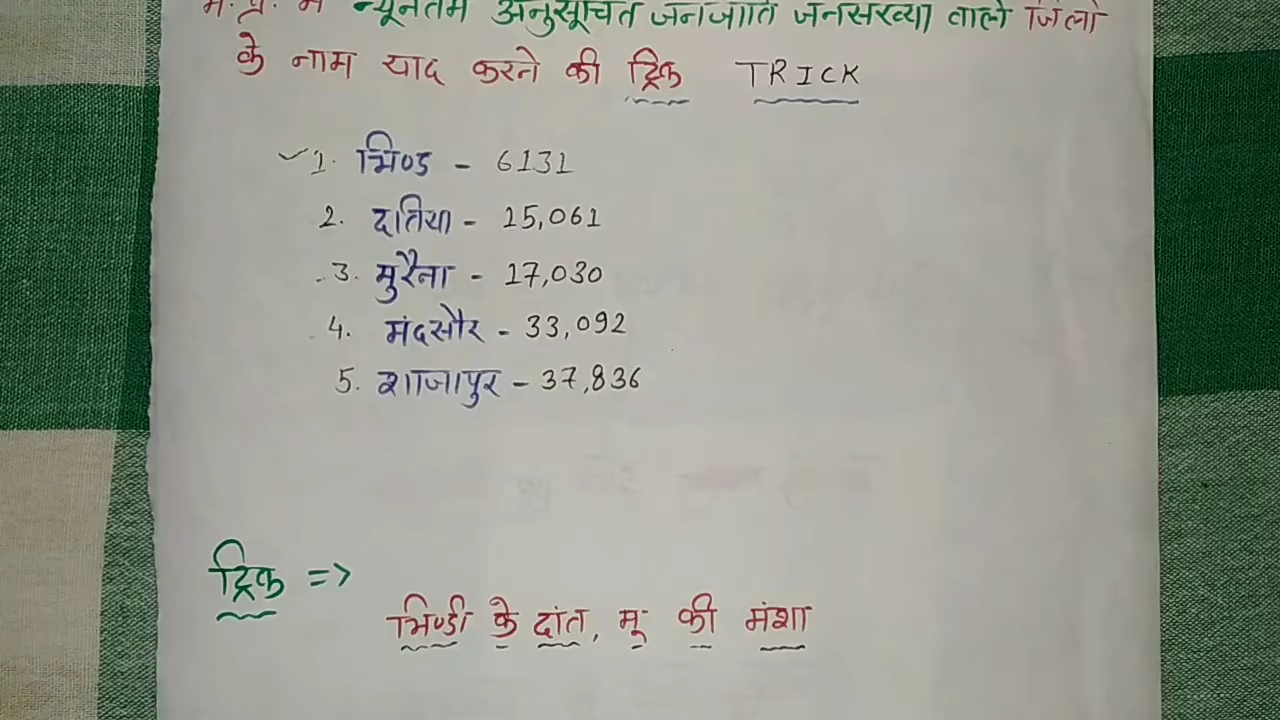 म. प्र. में न्यूनतम अनुसूचित जनजाति जनसंख्या वाले जिलों
के नाम याद करने की ट्रिक TRICK
1. भिण्ड - 6131
2. दतिया - 15,061
3. मुरैना - 17,030
4. मंदसौर - 33,092
5. शाजापुर - 37,836
ट्रिक =>
भिण्डी के दांत, मू की मंशा